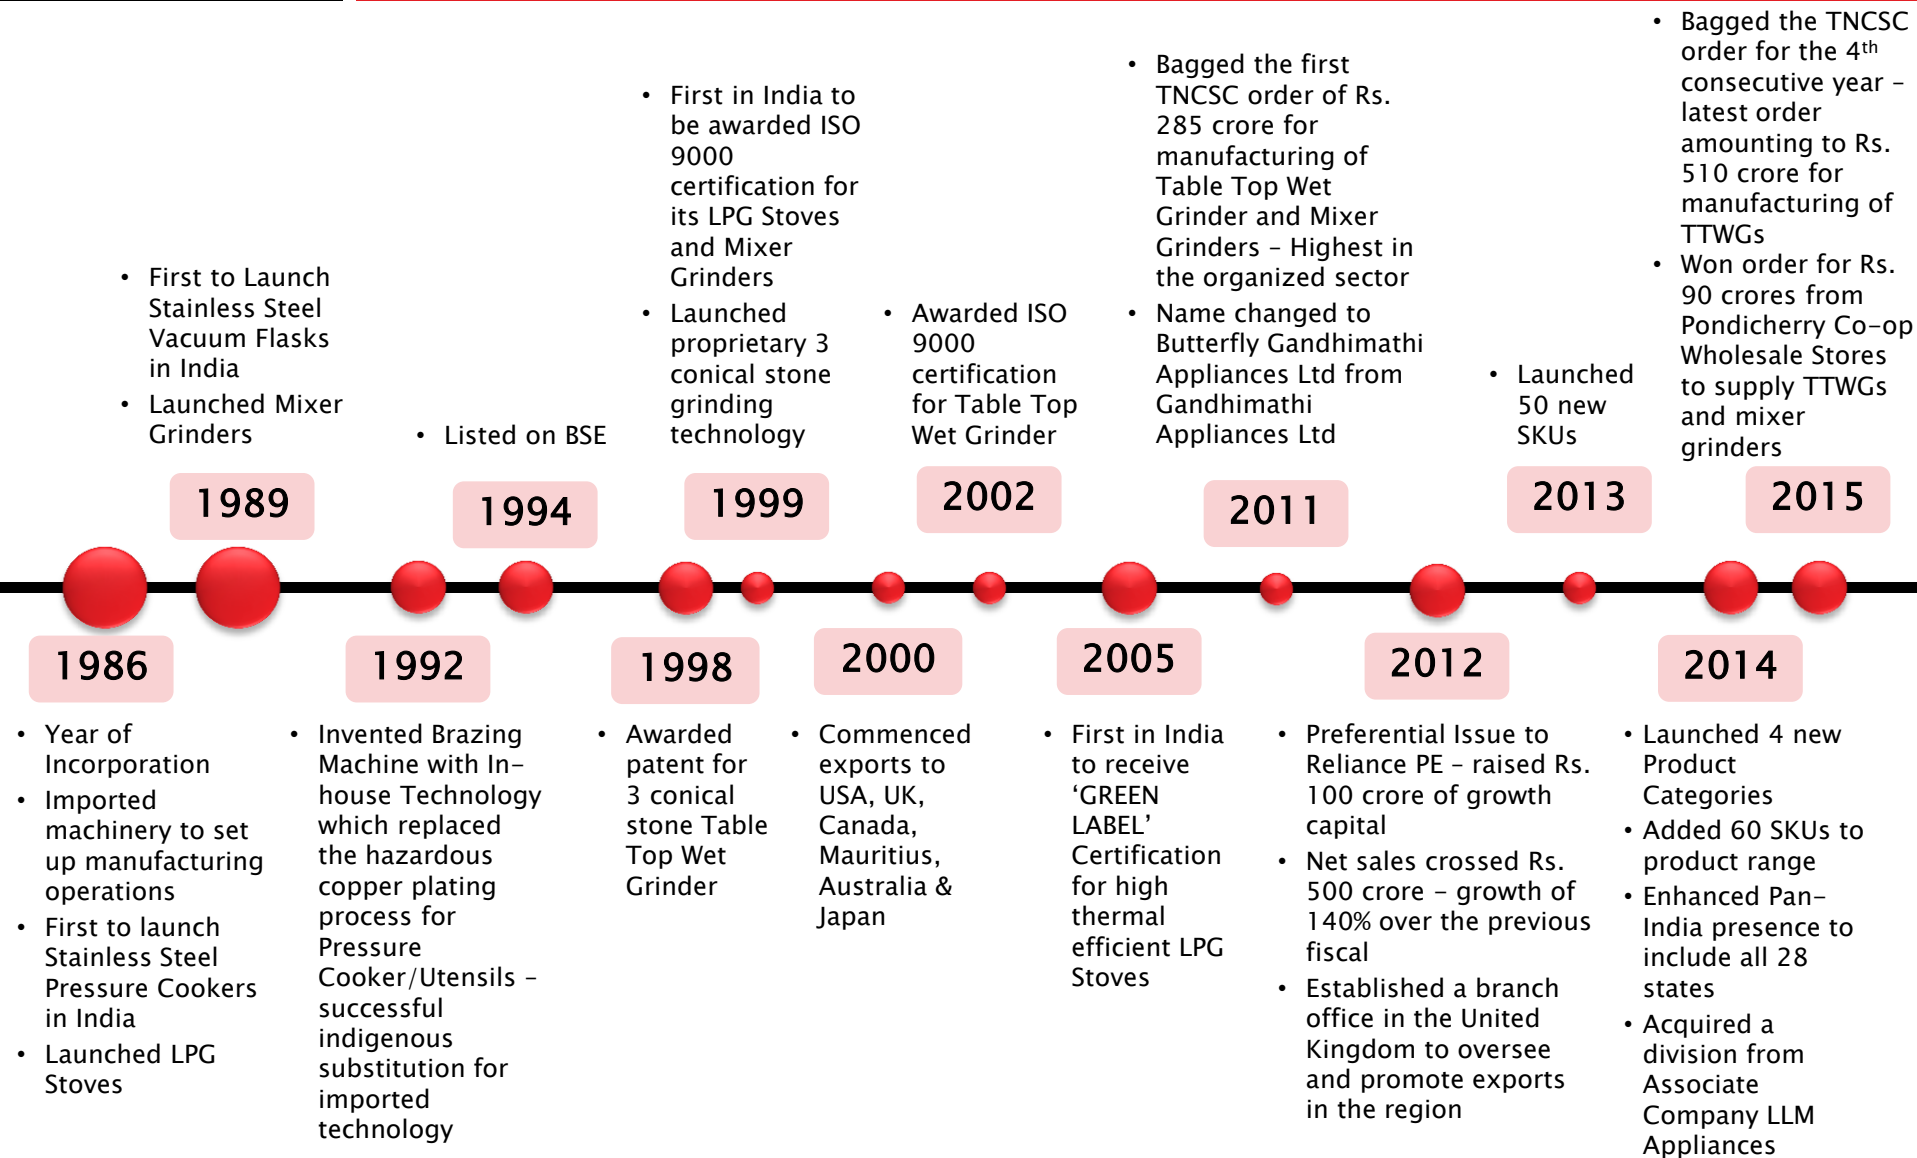 • First to Launch
Stainless Steel
Vacuum Flasks
in India
• Launched Mixer
Grinders
1989
• Listed on BSE
1994
• First in India to
be awarded ISO
9000
certification for
its LPG Stoves
and Mixer
Grinders
• Launched
proprietary 3
conical stone
grinding
technology
1999
• Awarded ISO
9000
certification
for Table Top
Wet Grinder
2002
• Bagged the first
TNCSC order of Rs.
285 crore for
manufacturing of
Table Top Wet
Grinder and Mixer
Grinders – Highest in
the organized sector
• Name changed to
Butterfly Gandhimathi
Appliances Ltd from
Gandhimathi
Appliances Ltd
2011
• Launched
50 new
SKUs
2013
• Bagged the TNCSC
order for the 4th
consecutive year –
latest order
amounting to Rs.
510 crore for
manufacturing of
TTWGs
• Won order for Rs.
90 crores from
Pondicherry Co-op
Wholesale Stores
to supply TTWGs
and mixer
grinders
2015
1986
• Year of
Incorporation
• Imported
machinery to set
up manufacturing
operations
• First to launch
Stainless Steel
Pressure Cookers
in India
• Launched LPG
Stoves
1992
• Invented Brazing
Machine with In-
house Technology
which replaced
the hazardous
copper plating
process for
Pressure
Cooker/Utensils –
successful
indigenous
substitution for
imported
technology
1998
• Awarded
patent for
3 conical
stone Table
Top Wet
Grinder
2000
• Commenced
exports to
USA, UK,
Canada,
Mauritius,
Australia &
Japan
2005
• First in India
to receive
‘GREEN
LABEL’
Certification
for high
thermal
efficient LPG
Stoves
2012
• Preferential Issue to
Reliance PE – raised Rs.
100 crore of growth
capital
• Net sales crossed Rs.
500 crore – growth of
140% over the previous
fiscal
• Established a branch
office in the United
Kingdom to oversee
and promote exports
in the region
2014
• Launched 4 new
Product
Categories
• Added 60 SKUs to
product range
• Enhanced Pan-
India presence to
include all 28
states
• Acquired a
division from
Associate
Company LLM
Appliances